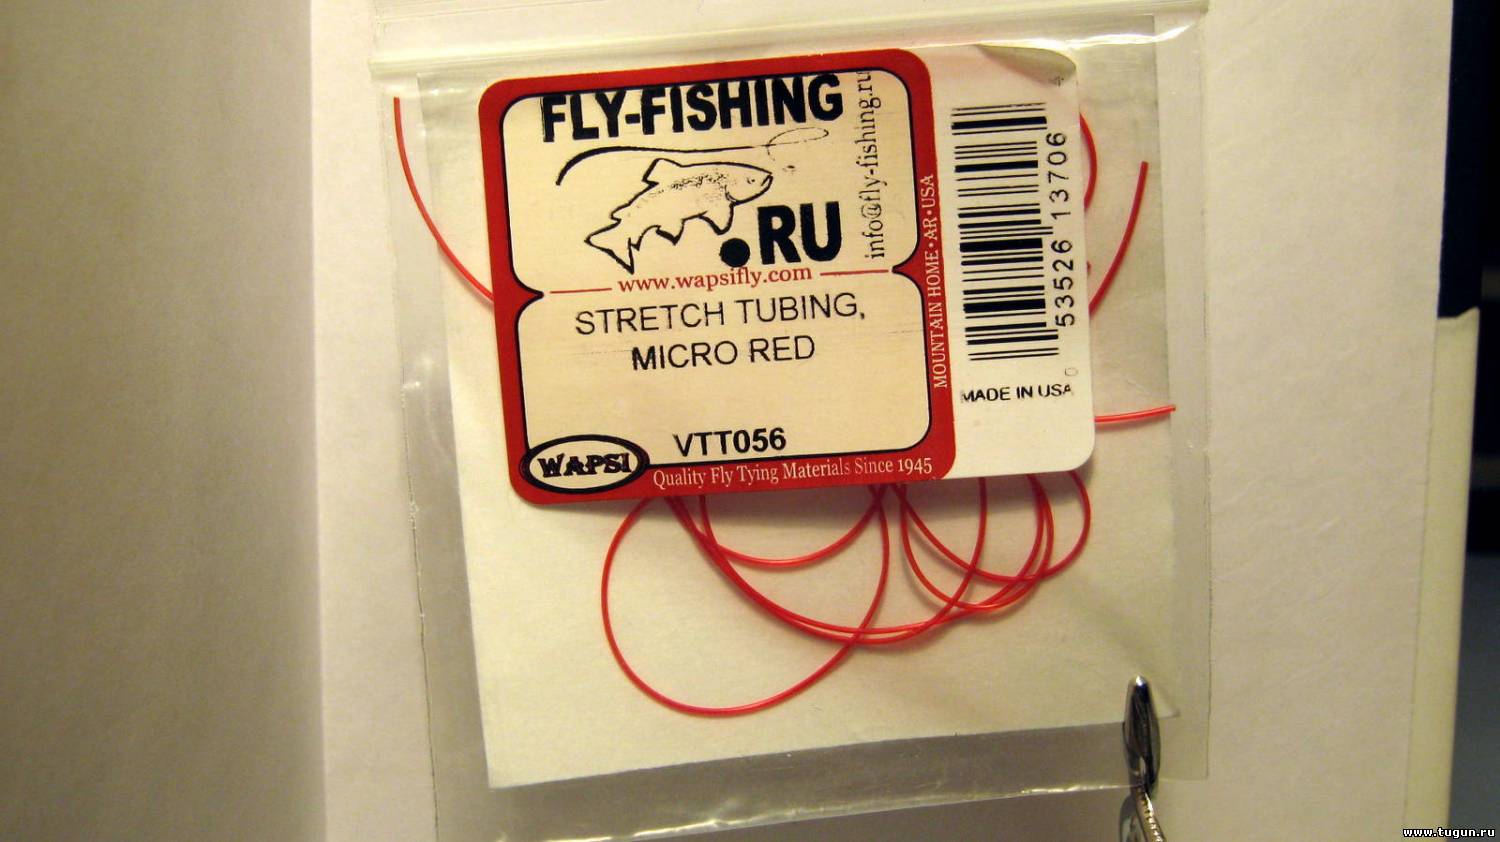 FLY-FISHING
.RU
info@fly-fishing.ru
www.wapsifly.com
STRETCH TUBING,
MICRO RED
VTT056
WAPSI
Quality Fly Tying Materials Since 1945
MOUNTAIN HOME • AR • USA
53526 13706
MADE IN USA
0
www.tugun.ru